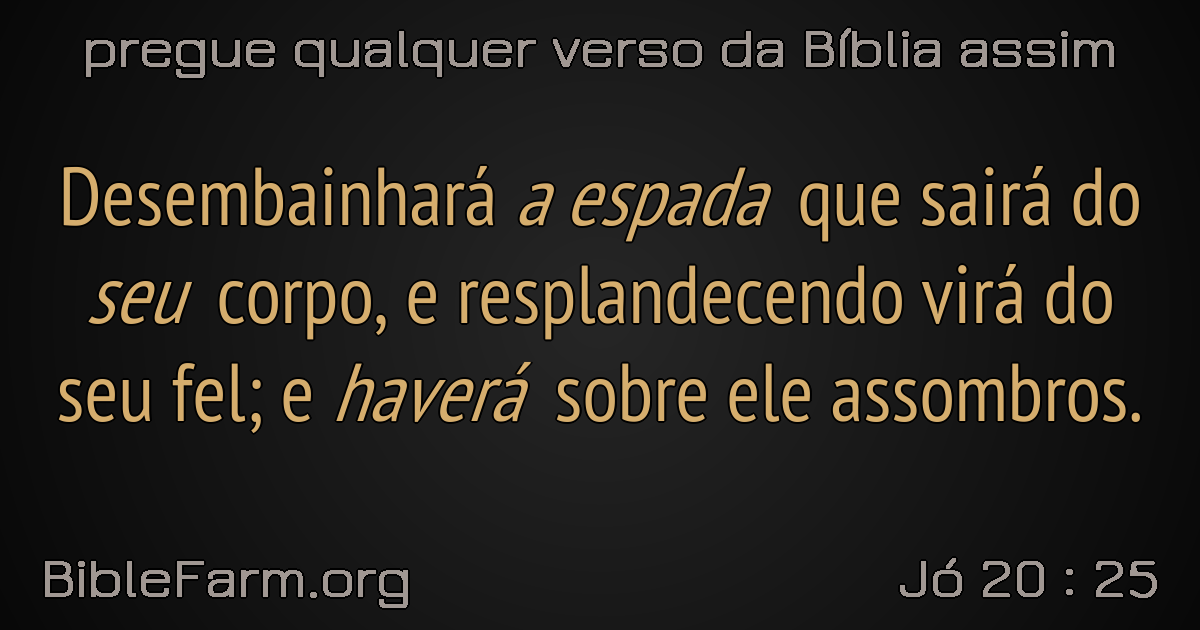 pregue qualquer verso da Bíblia assim
Desembainhará a espada que sairá do
seu corpo, e resplandecendo virá do
seu fel; e haverá sobre ele assombros.
BibleFarm.org
Jó 20 : 25